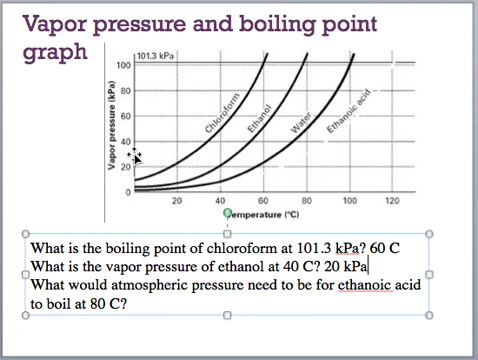 Vapor pressure and boiling point
graph
101.3 kPa
100
80
60
40
20
0
Vapor pressure (kPa)
Chloroform
Ethanol
Water
Ethanoic acid
20 40 60 80 100 120
Temperature (°C)
What is the boiling point of chloroform at 101.3 kPa? 60 C
What is the vapor pressure of ethanol at 40 C? 20 kPa
What would atmospheric pressure need to be for ethanoic acid
to boil at 80 C?